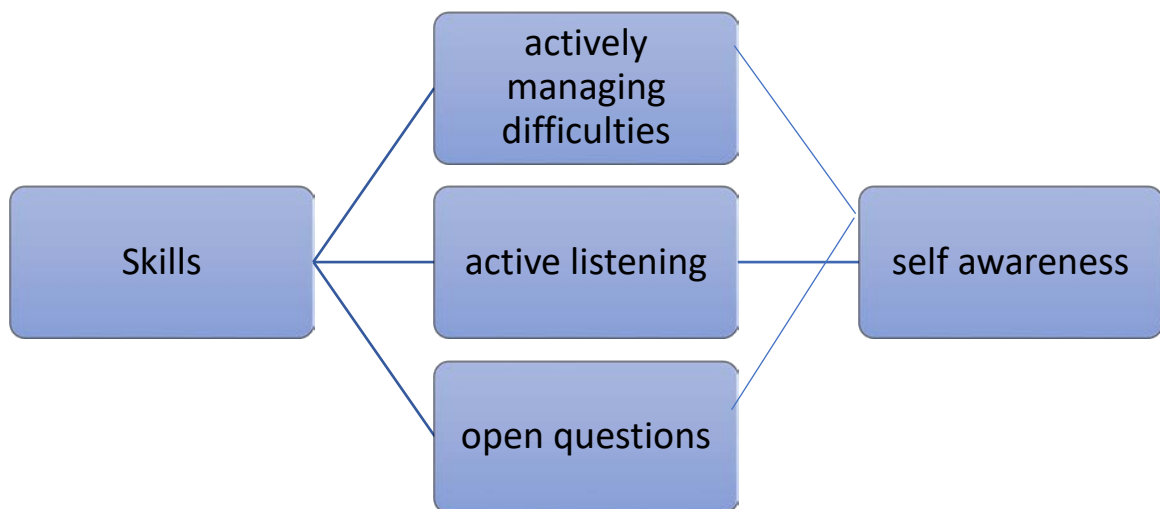 Skills
actively
managing
difficulties
active listening
open questions
self awareness